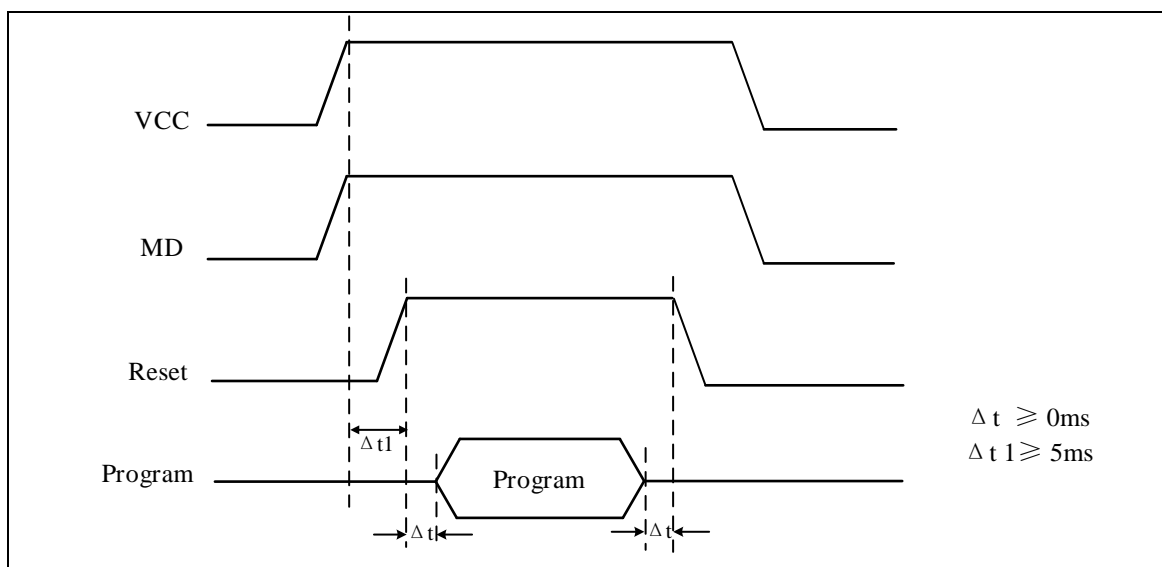 VCC
MD
Reset
Δt1
Program
Program
Δt
Δt
Δt ≥ 0ms
Δt 1≥ 5ms